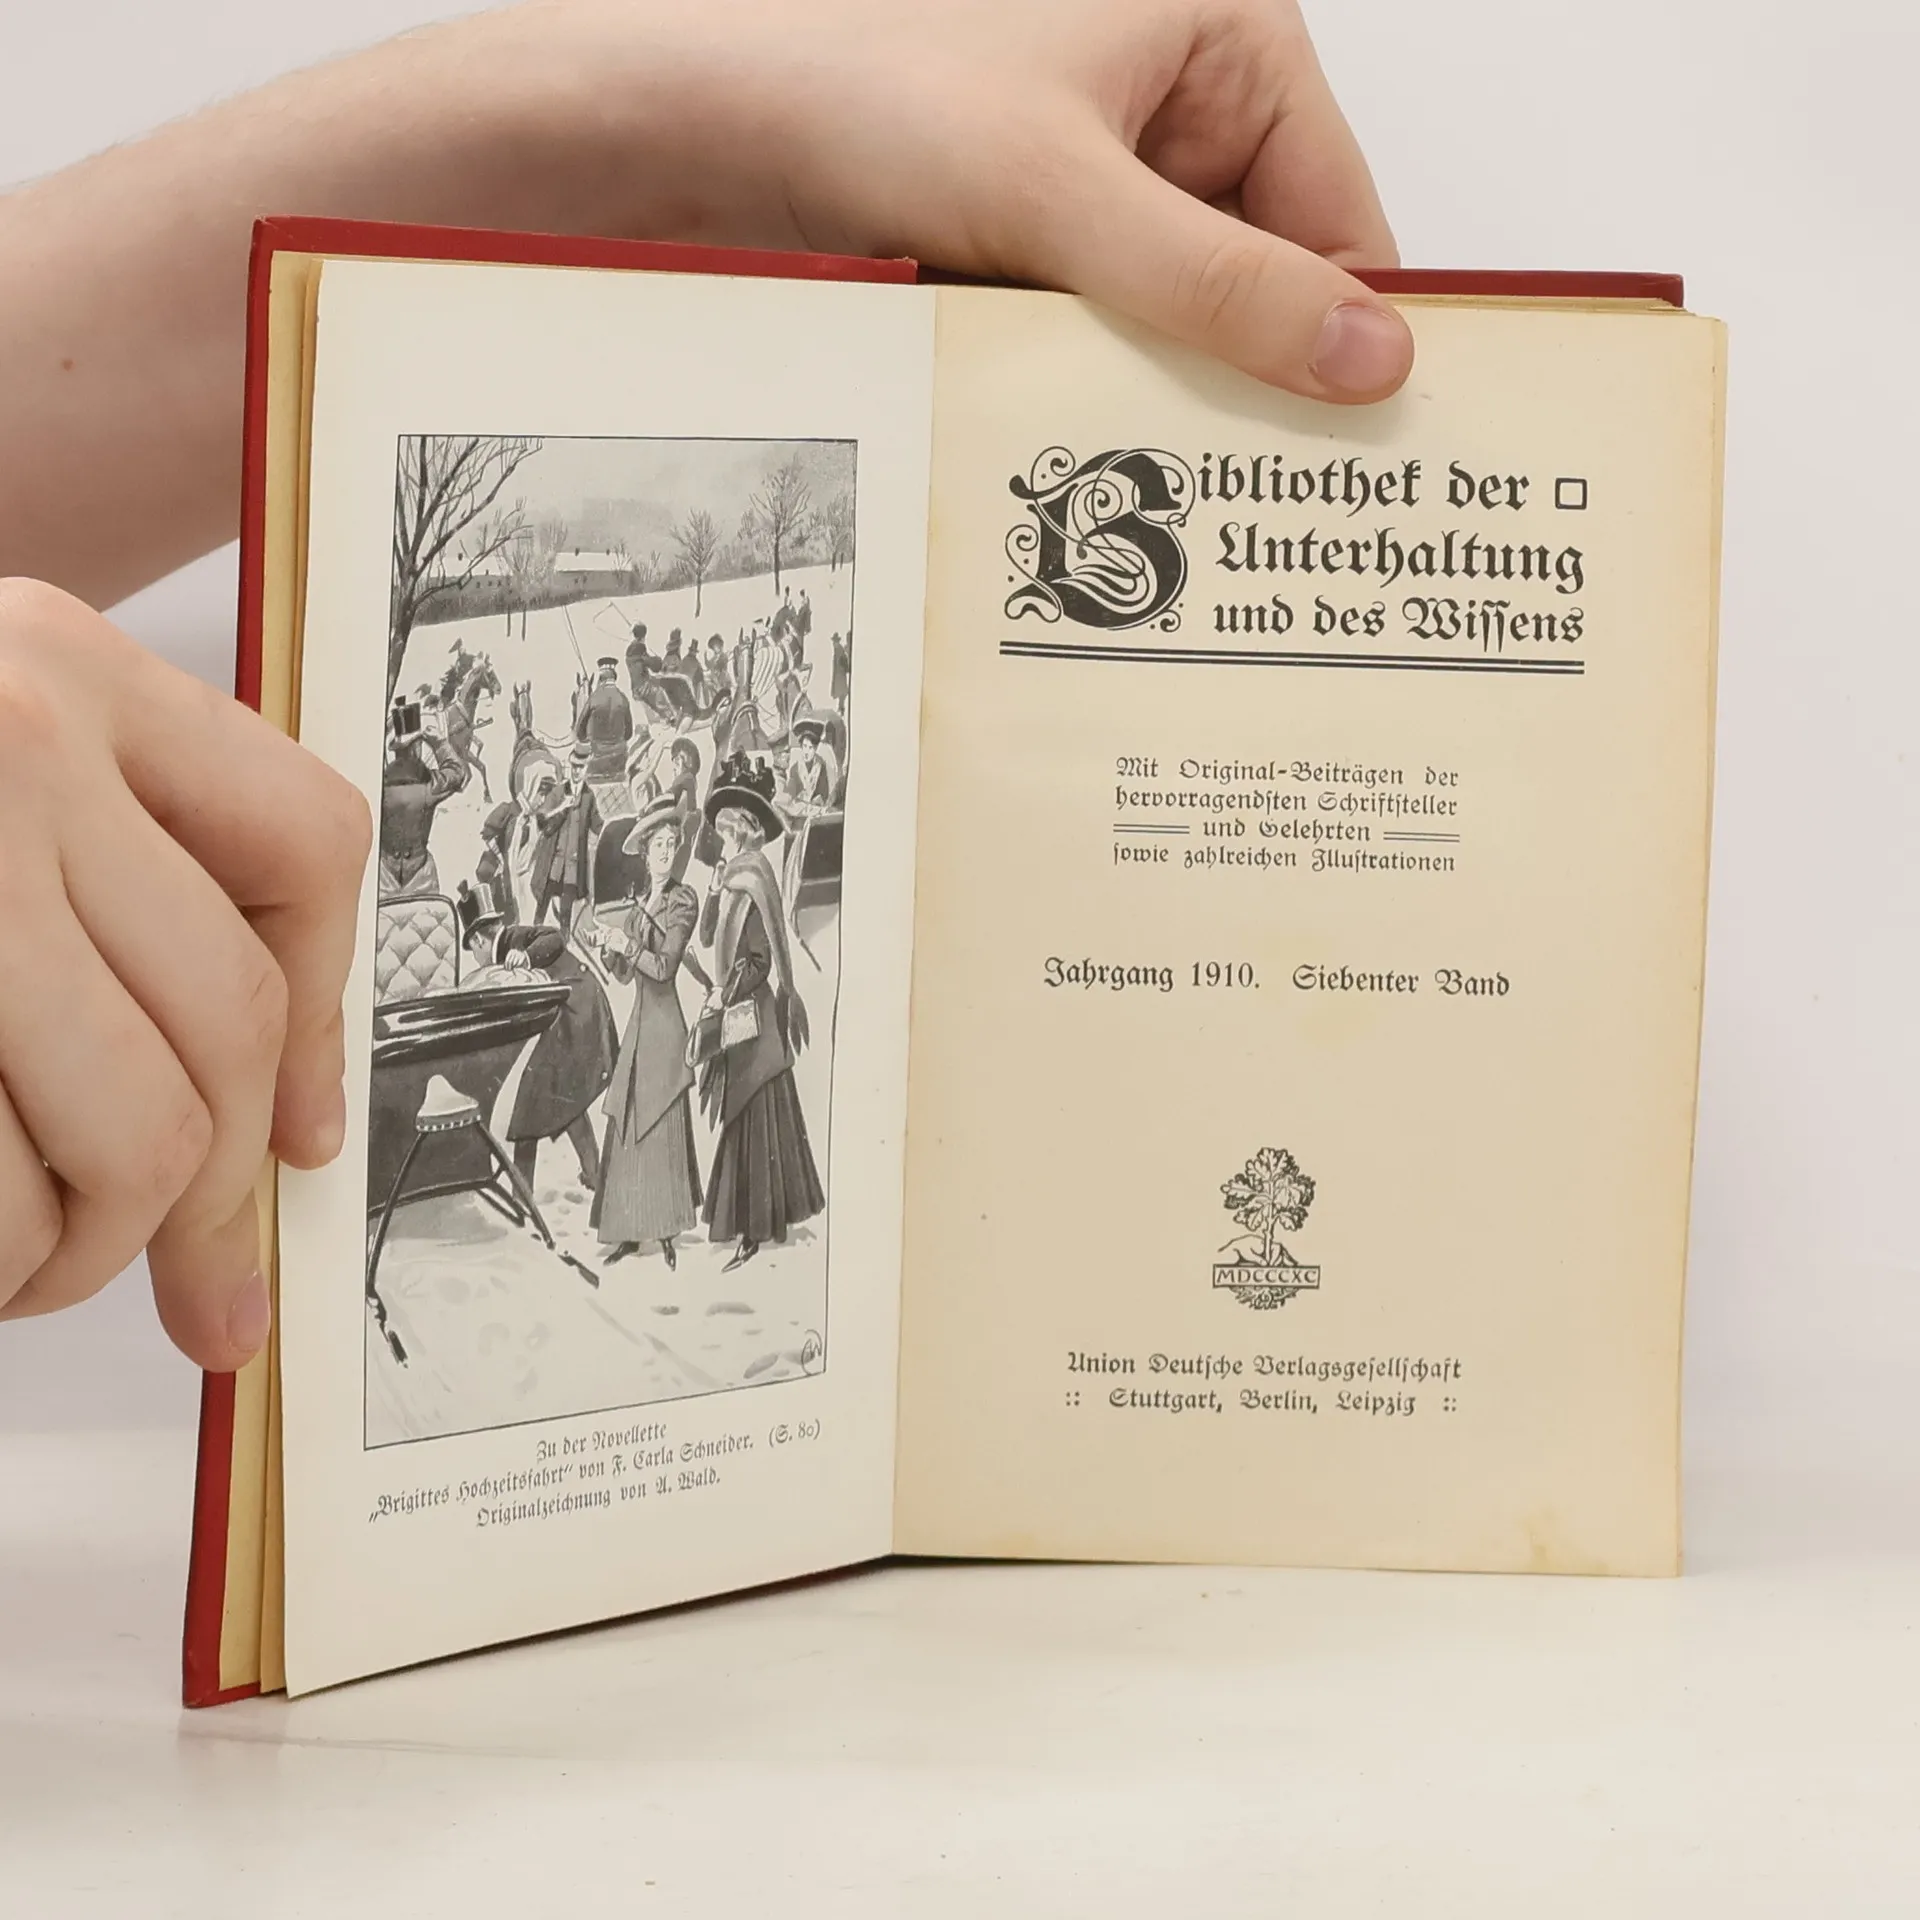 Zu der Novellette
„Brigittes Hochzeitsfahrt“ von F. Carla Schneider. (S. 80)
Originalzeichnung von A. Wald.
Bibliothek der
Unterhaltung
und des Wiſſens
Mit Original-Beiträgen der
hervorragendſten Schriftſteller
und Gelehrten
ſowie zahlreichen Illuſtrationen
Jahrgang 1910. Siebenter Band
MDCCCXC
Union Deutſche Verlagsgeſellſchaft
:: Stuttgart, Berlin, Leipzig ::